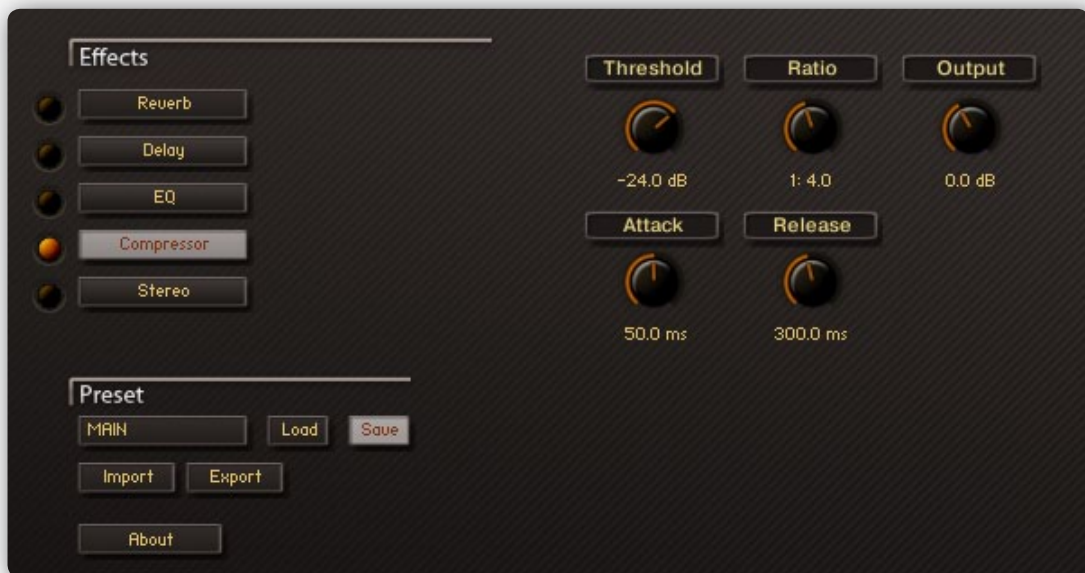 Effects
Reverb
Delay
EQ
Compressor
Stereo
Threshold
Ratio
Output
-24.0 dB
1: 4.0
0.0 dB
Attack
Release
50.0 ms
300.0 ms
Preset
MAIN
Load
Save
Import
Export
About